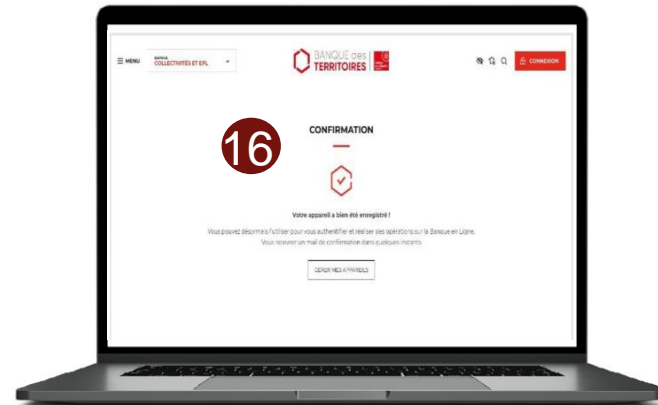 MENU
ESPACE
COLLECTIVITÉS ET EPL
BANQUE des
TERRITOIRES
CONNEXION
16
CONFIRMATION
Votre appareil a bien été enregistré !
Vous pouvez désormais l'utiliser pour vous authentifier et réaliser des opérations sur la Banque en Ligne.
Vous recevrez un mail de confirmation dans quelques instants.
GÉRER MES APPAREILS